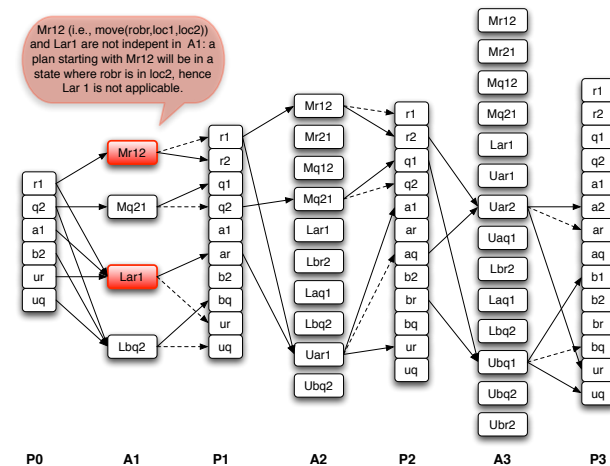 Mr12 (i.e., move(robr,loc1,loc2))
and Lar1 are not indepent in A1: a
plan starting with Mr12 will be in a
state where robr is in loc2, hence
Lar 1 is not applicable.
r1
q2
a1
b2
ur
uq
Mr12
Mq21
Lar1
Lbq2
r1
r2
q1
q2
a1
ar
b2
bq
ur
uq
Mr12
Mr21
Mq12
Mq21
Lar1
Lbr2
Laq1
Lbq2
Uar1
Ubq2
r1
r2
q1
q2
a1
ar
aq
b2
br
bq
ur
uq
Mr12
Mr21
Mq12
Mq21
Lar1
Uar1
Uar2
Uaq1
Lbr2
Laq1
Lbq2
Ubq1
Ubq2
Ubr2
r1
r2
q1
q2
a1
a2
ar
aq
b1
b2
br
bq
ur
uq
P0 A1 P1 A2 P2 A3 P3